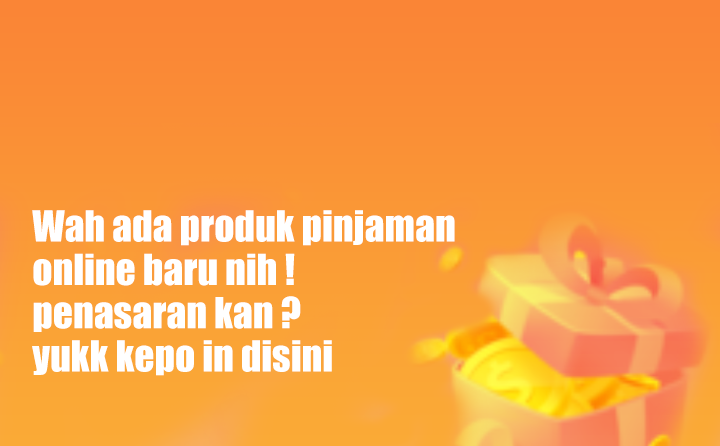 Wah ada produk pinjaman
online baru nih !
penasaran kan ?
yukk kepo in disini